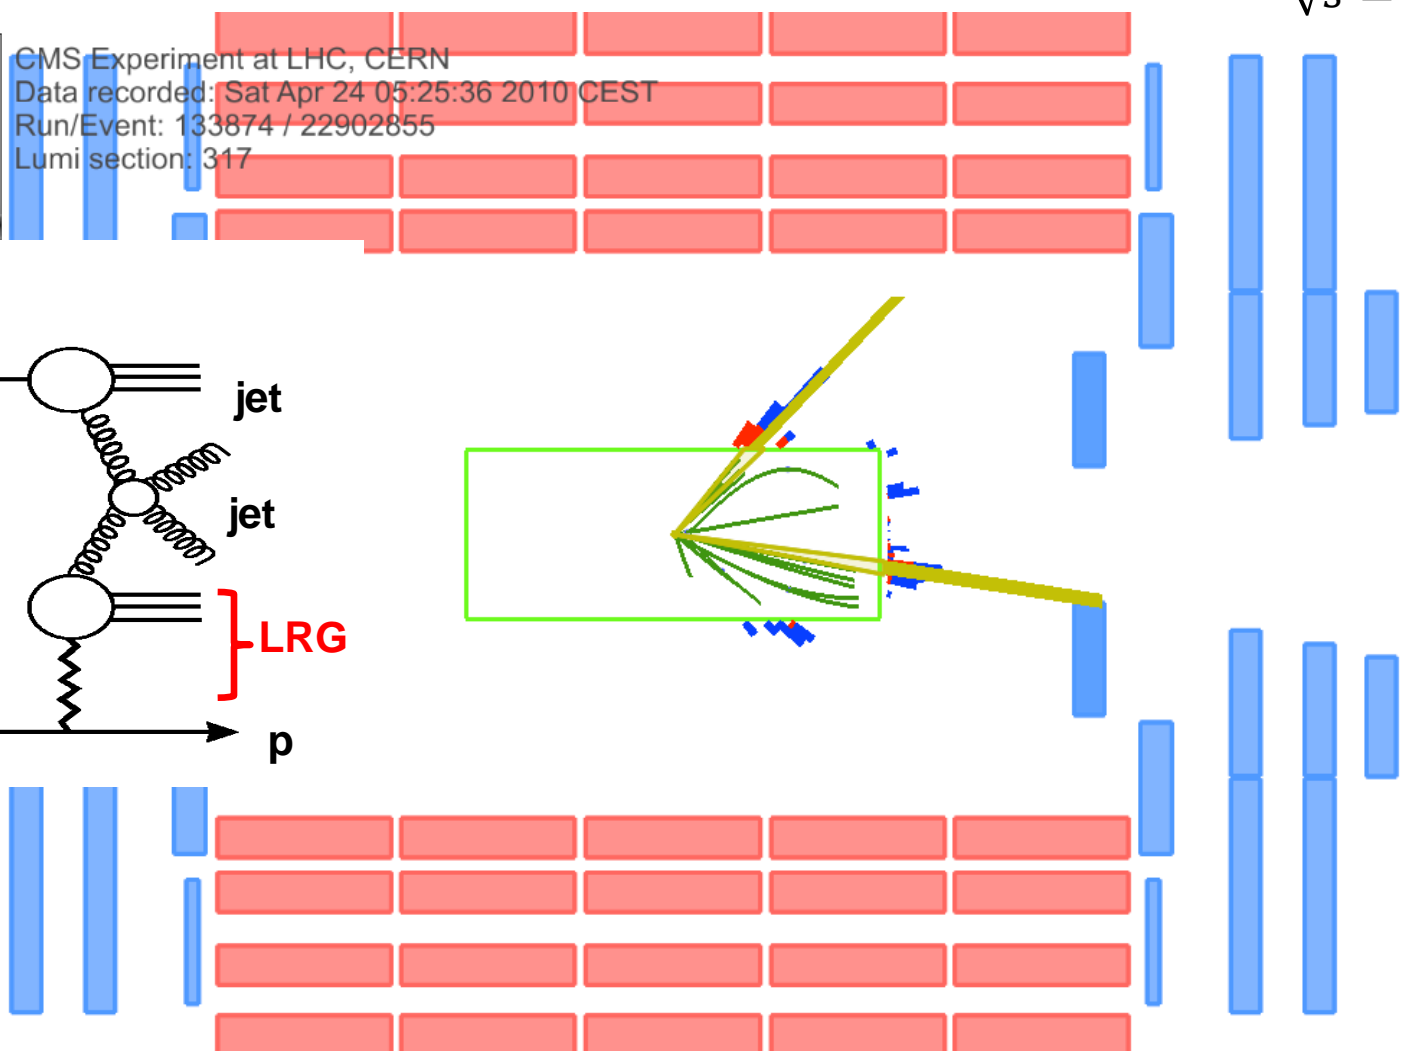 CMS Experiment at LHC, CERN
Data recorded: Sat Apr 24 05:25:36 2010 CEST
Run/Event: 133874 / 22902855
Lumi section: 317
jet
jet
LRG
p